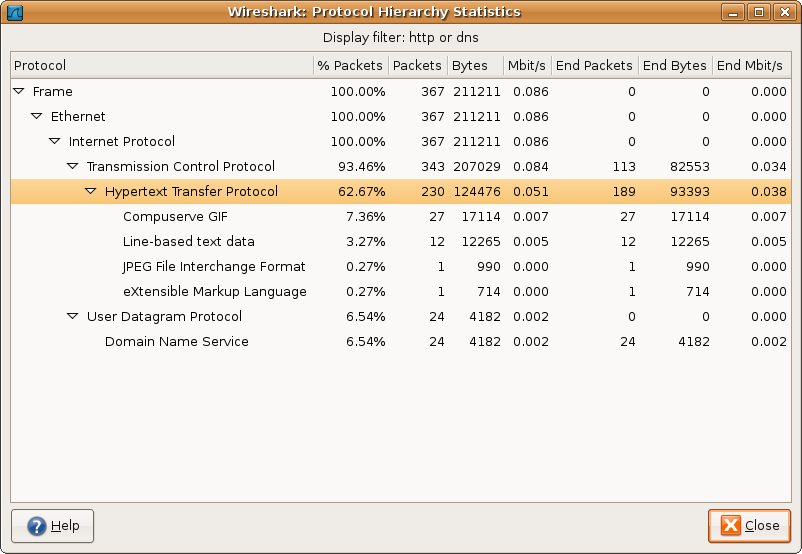 Wireshark: Protocol Hierarchy Statistics
Display filter: http or dns
Protocol % Packets Packets Bytes Mbit/s End Packets End Bytes End Mbit/s
Frame 100.00% 367 211211 0.086 0 0 0.000
Ethernet 100.00% 367 211211 0.086 0 0 0.000
Internet Protocol 100.00% 367 211211 0.086 0 0 0.000
Transmission Control Protocol 93.46% 343 207029 0.084 113 82553 0.034
Hypertext Transfer Protocol 62.67% 230 124476 0.051 189 93393 0.038
Compuserve GIF 7.36% 27 17114 0.007 27 17114 0.007
Line-based text data 3.27% 12 12265 0.005 12 12265 0.005
JPEG File Interchange Format 0.27% 1 990 0.000 1 990 0.000
eXtensible Markup Language 0.27% 1 714 0.000 1 714 0.000
User Datagram Protocol 6.54% 24 4182 0.002 0 0 0.000
Domain Name Service 6.54% 24 4182 0.002 24 4182 0.002
Help Close